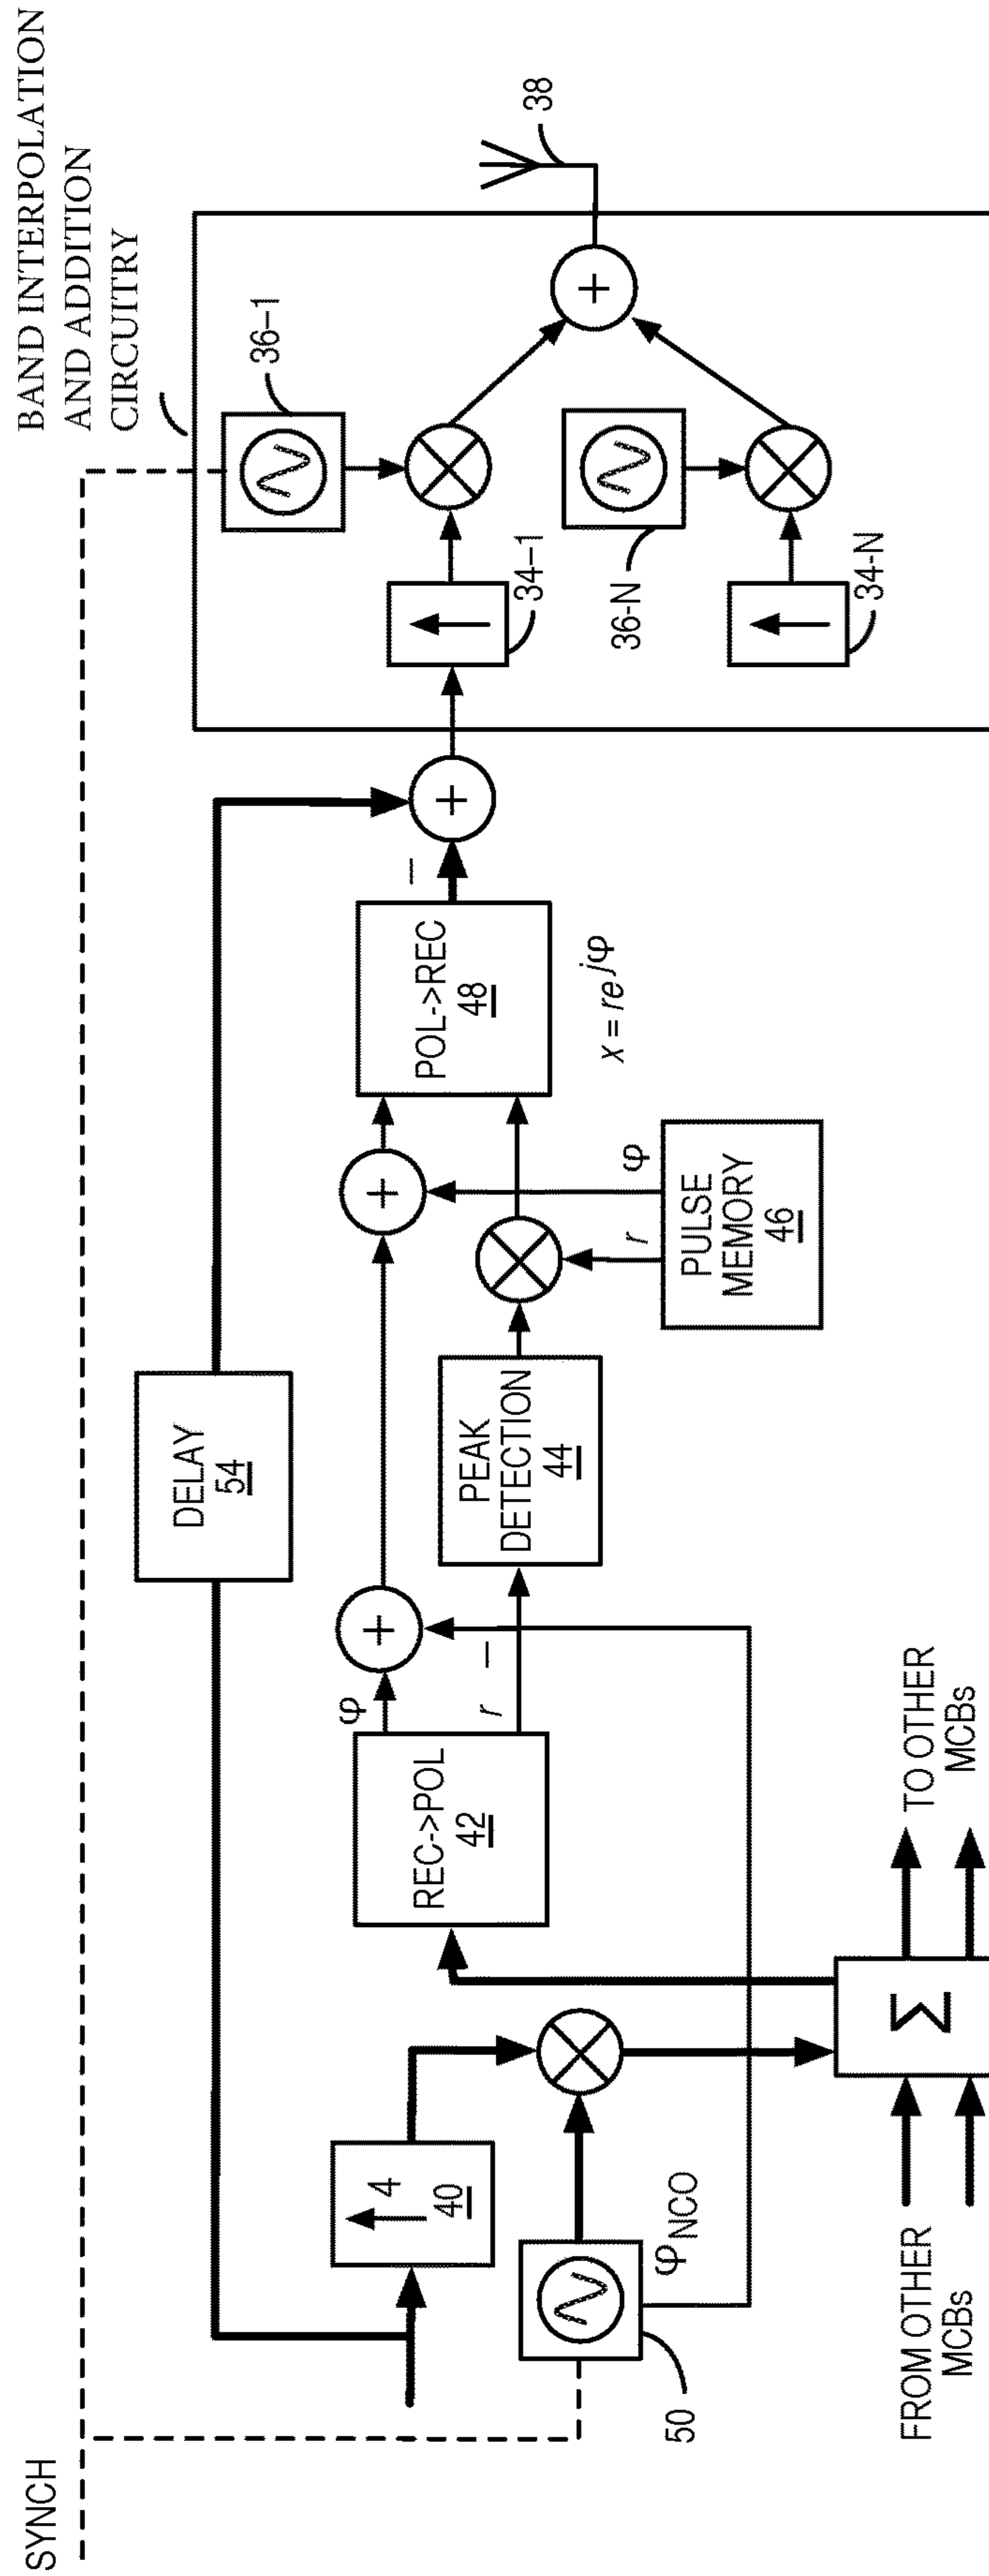 SYNCH
BAND INTERPOLATION
AND ADDITION
CIRCUITRY
DELAY
54
36–1
38
4
40
φ
REC->POL
42
r
–
+
+
POL->REC
48
–
+
34–1
+
PEAK
DETECTION
44
x = re^jφ
φNCO
50
r
φ
PULSE
MEMORY
46
36-N
34-N
FROM OTHER
MCBs
Σ
TO OTHER
MCBs